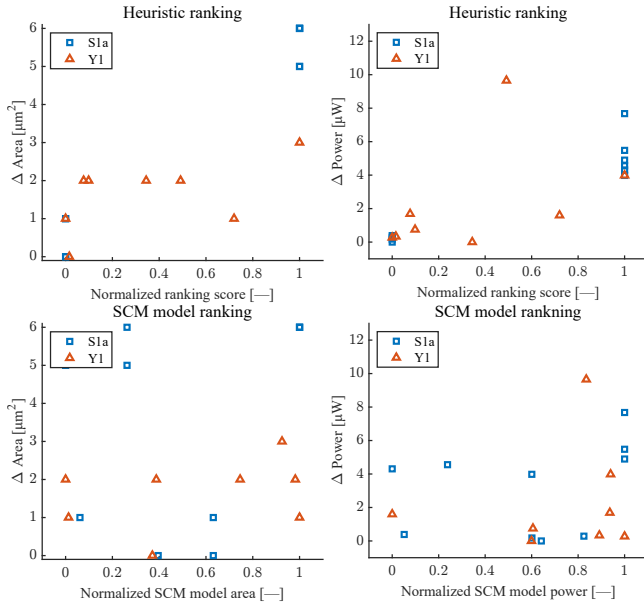 Heuristic ranking
Δ Area [μm²]
6
5
4
3
2
1
0
S1a
Y1
0 0.2 0.4 0.6 0.8 1
Normalized ranking score [—]
Heuristic ranking
Δ Power [μW]
12
10
8
6
4
2
0
S1a
Y1
0 0.2 0.4 0.6 0.8 1
Normalized ranking score [—]
SCM model ranking
Δ Area [μm²]
6
5
4
3
2
1
0
S1a
Y1
0 0.2 0.4 0.6 0.8 1
Normalized SCM model area [—]
SCM model rankning
Δ Power [μW]
12
10
8
6
4
2
0
S1a
Y1
0 0.2 0.4 0.6 0.8 1
Normalized SCM model power [—]